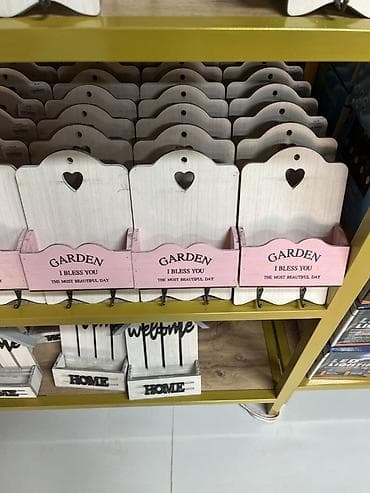 GARDEN
I BLESS YOU
THE MOST BEAUTIFUL DAY
GARDEN
I BLESS YOU
THE MOST BEAUTIFUL DAY
GARDEN
I BLESS YOU
THE MOST BEAUTIFUL DAY
welcome
HOME
HOME